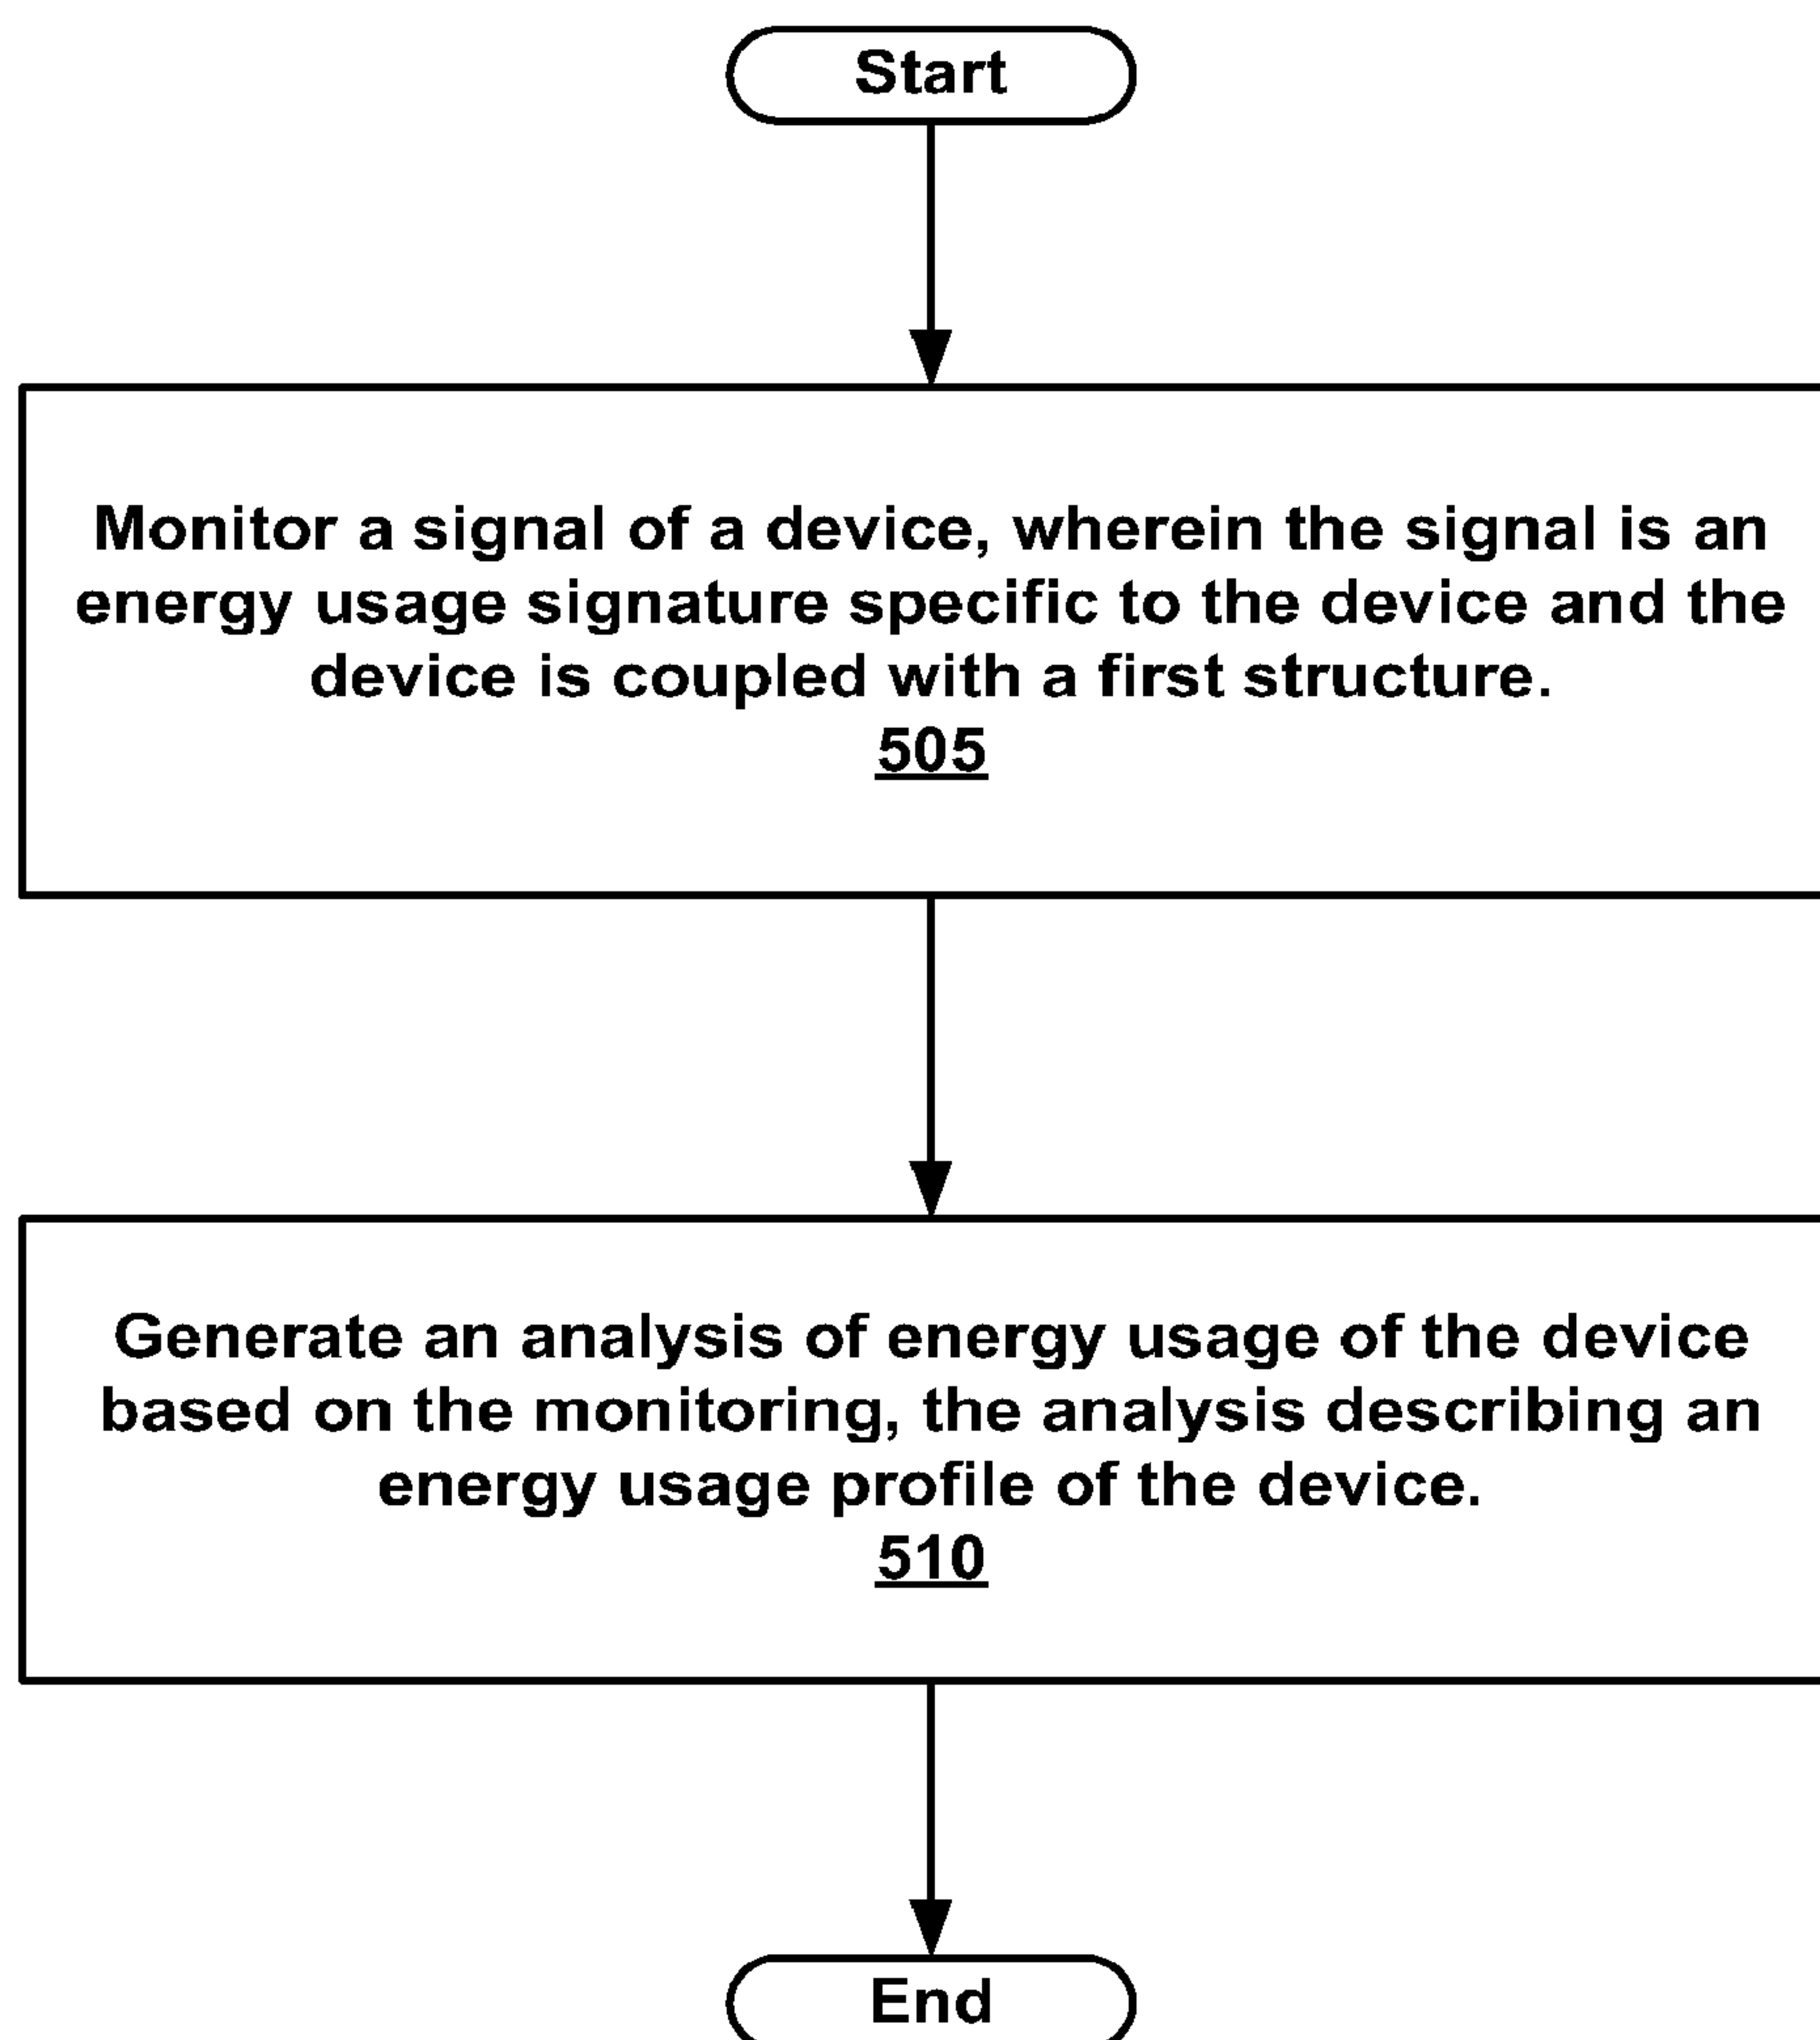 Start
Monitor a signal of a device, wherein the signal is an
energy usage signature specific to the device and the
device is coupled with a first structure.
505
Generate an analysis of energy usage of the device
based on the monitoring, the analysis describing an
energy usage profile of the device.
510
End